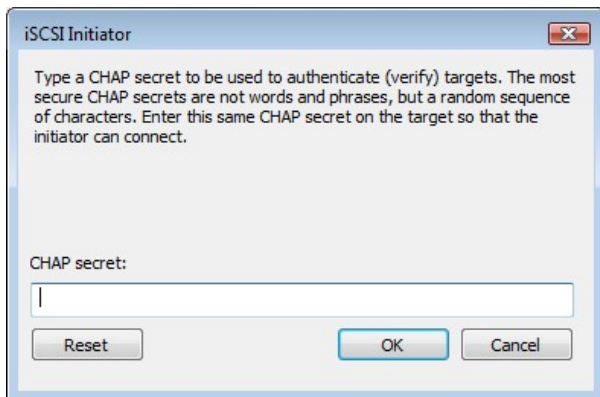 iSCSI Initiator
Type a CHAP secret to be used to authenticate (verify) targets. The most
secure CHAP secrets are not words and phrases, but a random sequence
of characters. Enter this same CHAP secret on the target so that the
initiator can connect.
CHAP secret:
Reset OK Cancel